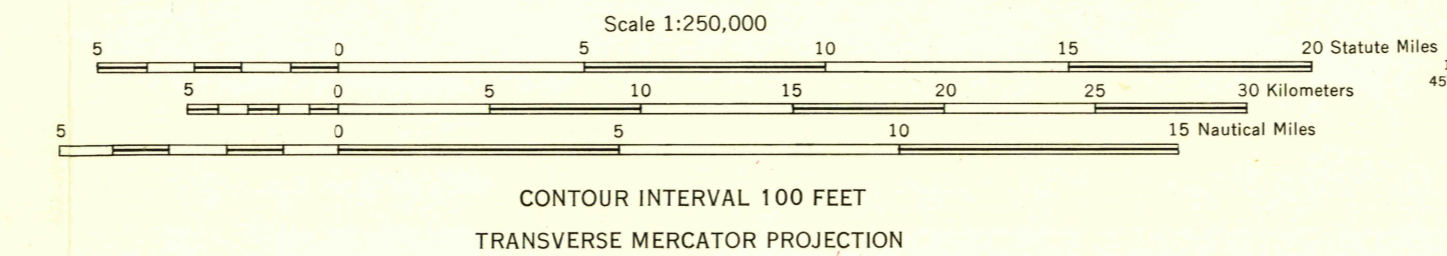 Scale 1:250,000
5 0 5 10 15 20 Statute Miles
5 0 5 10 15 20 25 30 Kilometers
5 0 5 10 15 Nautical Miles
CONTOUR INTERVAL 100 FEET
TRANSVERSE MERCATOR PROJECTION
45